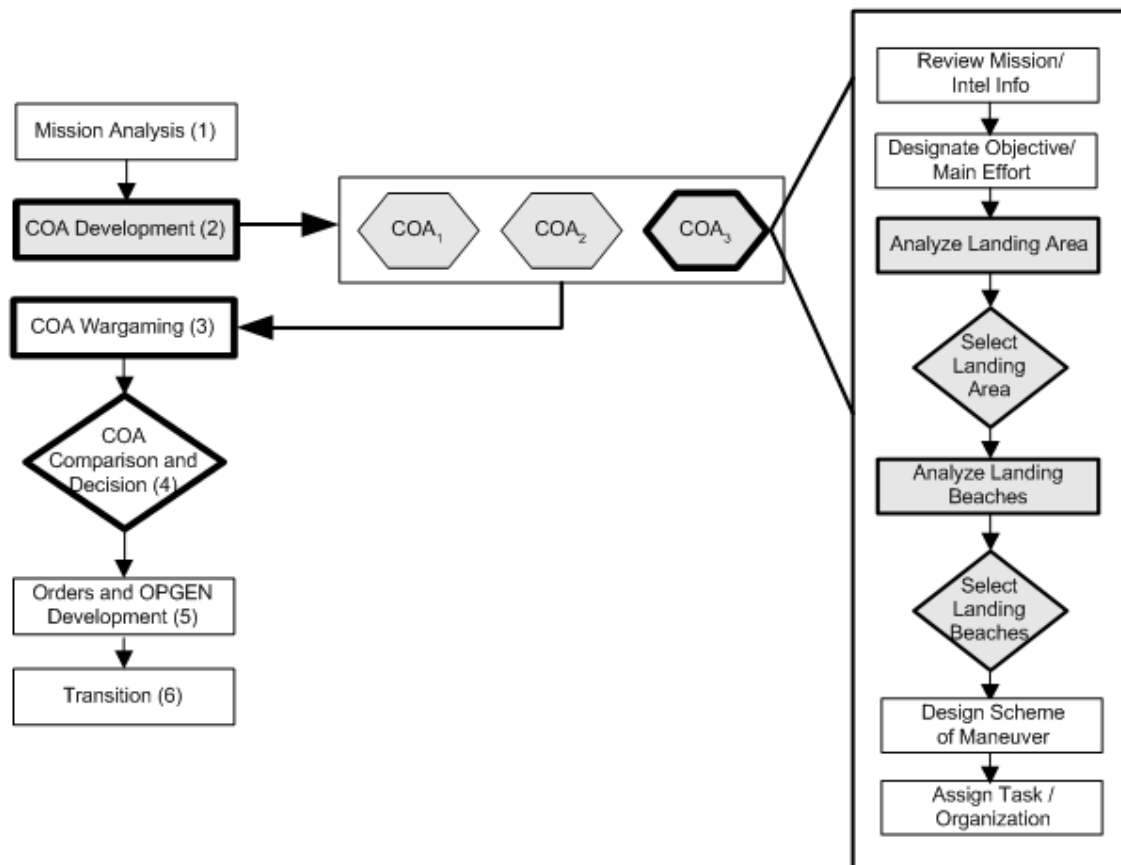 Mission Analysis (1)
COA Development (2)
COA₁
COA₂
COA₃
COA Wargaming (3)
COA
Comparison and
Decision (4)
Orders and OPGEN
Development (5)
Transition (6)
Review Mission/
Intel Info
Designate Objective/
Main Effort
Analyze Landing Area
Select
Landing
Area
Analyze Landing
Beaches
Select
Landing
Beaches
Design Scheme
of Maneuver
Assign Task /
Organization